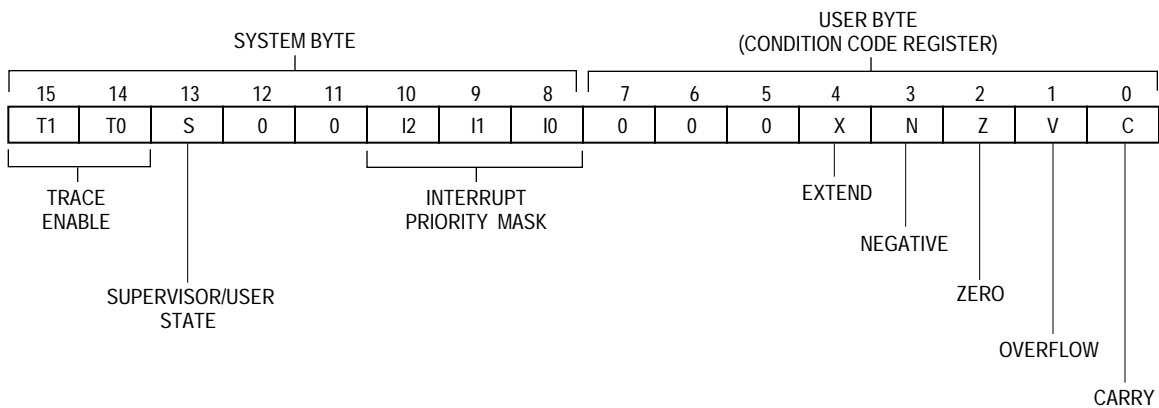 USER BYTE
SYSTEM BYTE
(CONDITION CODE REGISTER)
15 14 13 12 11 10 9 8 7 6 5 4 3 2 1 0
T1 T0 S 0 0 I2 I1 I0 0 0 0 X N Z V C
TRACE
ENABLE
INTERRUPT
PRIORITY MASK
EXTEND
NEGATIVE
SUPERVISOR/USER
STATE
ZERO
OVERFLOW
CARRY